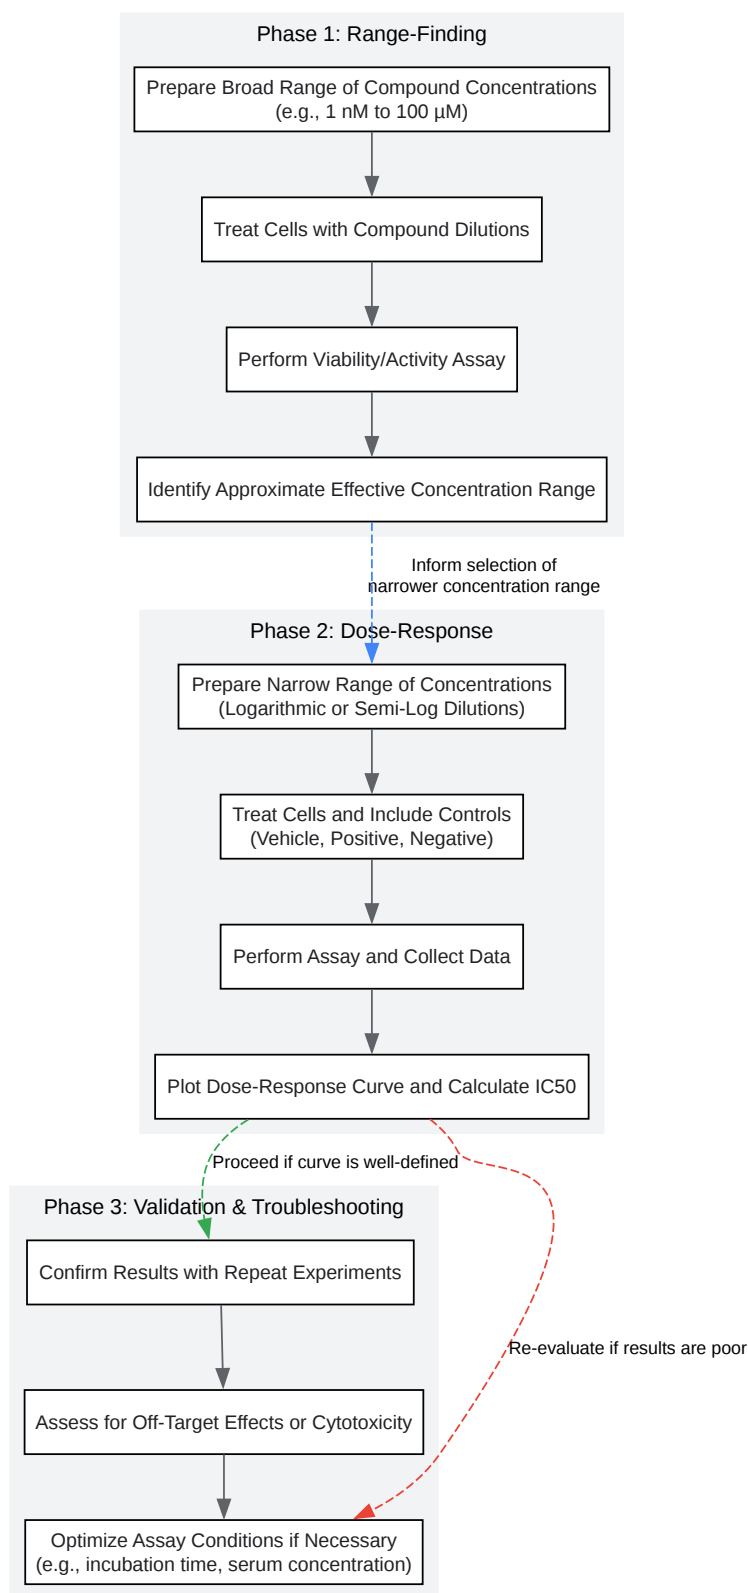 Phase 1: Range-Finding
Prepare Broad Range of Compound Concentrations
(e.g., 1 nM to 100 µM)
Treat Cells with Compound Dilutions
Perform Viability/Activity Assay
Identify Approximate Effective Concentration Range
Inform selection of
narrower concentration range
Phase 2: Dose-Response
Prepare Narrow Range of Concentrations
(Logarithmic or Semi-Log Dilutions)
Treat Cells and Include Controls
(Vehicle, Positive, Negative)
Perform Assay and Collect Data
Plot Dose-Response Curve and Calculate IC50
Proceed if curve is well-defined
Phase 3: Validation & Troubleshooting
Confirm Results with Repeat Experiments
Re-evaluate if results are poor
Assess for Off-Target Effects or Cytotoxicity
Optimize Assay Conditions if Necessary
(e.g., incubation time, serum concentration)